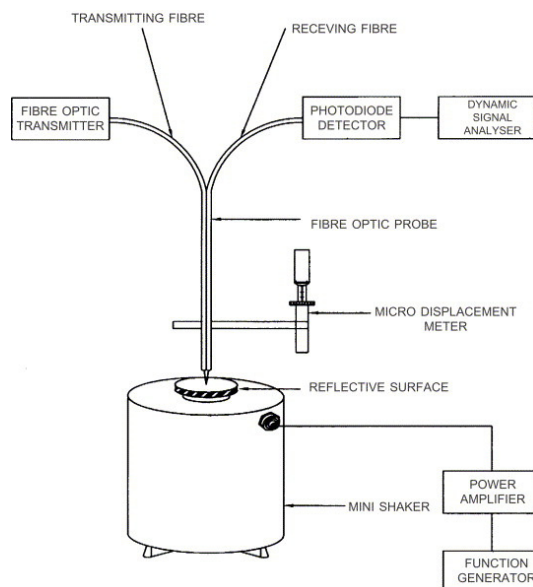 TRANSMITTING FIBRE
RECEVING FIBRE
FIBRE OPTIC
TRANSMITTER
PHOTODIODE
DETECTOR
DYNAMIC
SIGNAL
ANALYSER
FIBRE OPTIC PROBE
MICRO DISPLACEMENT
METER
REFLECTIVE SURFACE
POWER
AMPLIFIER
MINI SHAKER
FUNCTION
GENERATOR